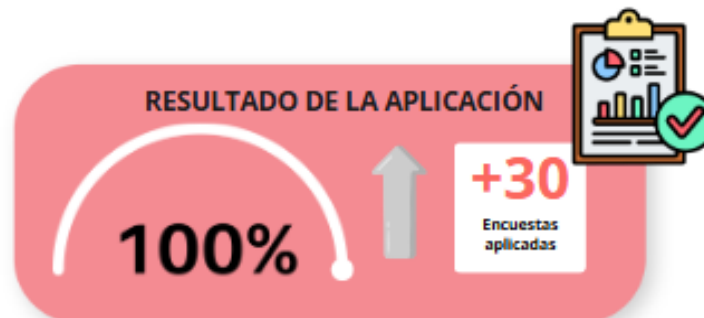 RESULTADO DE LA APLICACIÓN
100%
+30
Encuestas
aplicadas